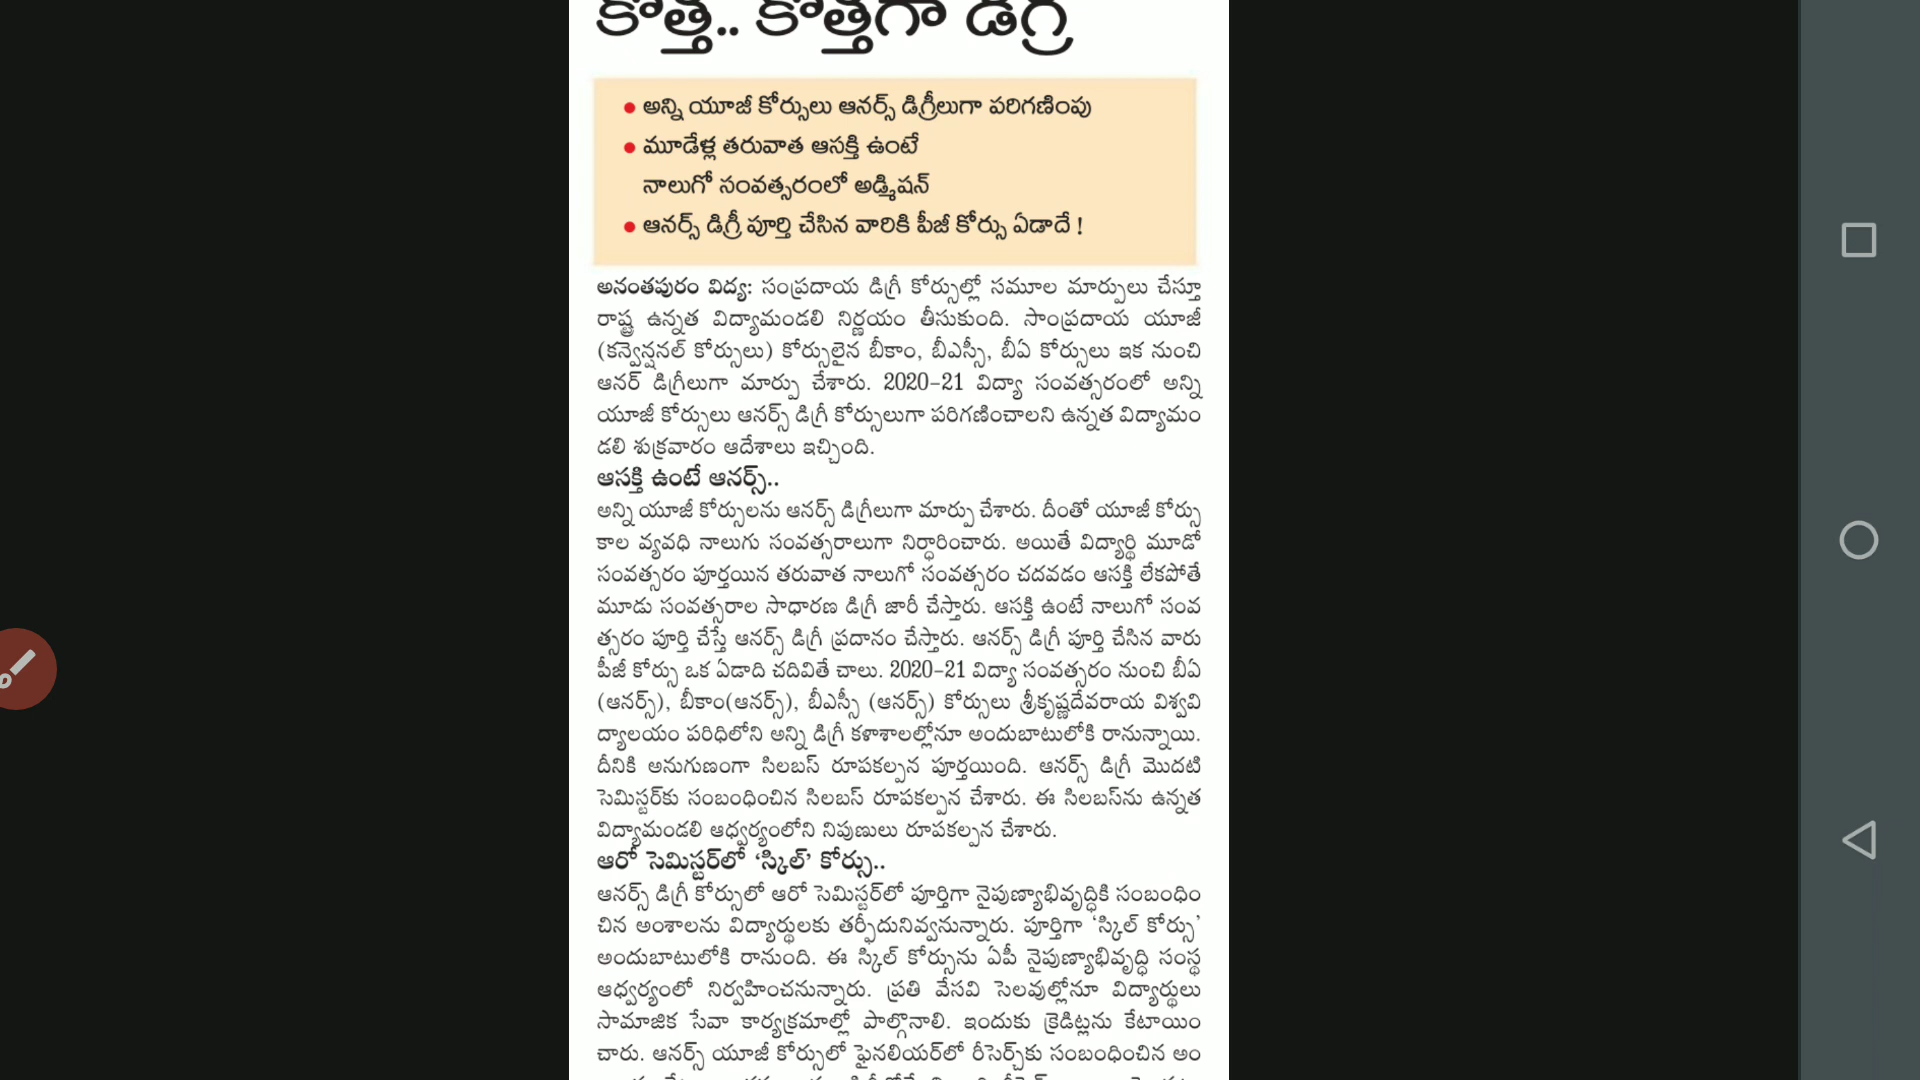 కొత్త.. కొత్తగా డిగ్రీ
• అన్ని యూజీ కోర్సులు ఆనర్స్ డిగ్రీలుగా పరిగణింపు
• మూడేళ్ల తరువాత ఆసక్తి ఉంటే
నాలుగో సంవత్సరంలో అడ్మిషన్
• ఆనర్స్ డిగ్రీ పూర్తి చేసిన వారికి పీజీ కోర్సు ఏడాదే !
అనంతపురం విద్య: సంప్రదాయ డిగ్రీ కోర్సుల్లో సమూల మార్పులు చేస్తూ
రాష్ట్ర ఉన్నత విద్యామండలి నిర్ణయం తీసుకుంది. సాంప్రదాయ యూజీ
(కన్వెన్షనల్ కోర్సులు) కోర్సులైన బీకాం, బీఎస్సీ, బీఏ కోర్సులు ఇక నుంచి
ఆనర్ డిగ్రీలుగా మార్పు చేశారు. 2020-21 విద్యా సంవత్సరంలో అన్ని
యూజీ కోర్సులు ఆనర్స్ డిగ్రీ కోర్సులుగా పరిగణించాలని ఉన్నత విద్యామం
డలి శుక్రవారం ఆదేశాలు ఇచ్చింది.
ఆసక్తి ఉంటే ఆనర్స్..
అన్ని యూజీ కోర్సులను ఆనర్స్ డిగ్రీలుగా మార్పు చేశారు. దీంతో యూజీ కోర్సు
కాల వ్యవధి నాలుగు సంవత్సరాలుగా నిర్ధారించారు. అయితే విద్యార్థి మూడో
సంవత్సరం పూర్తయిన తరువాత నాలుగో సంవత్సరం చదవడం ఆసక్తి లేకపోతే
మూడు సంవత్సరాల సాధారణ డిగ్రీ జారీ చేస్తారు. ఆసక్తి ఉంటే నాలుగో సంవ
త్సరం పూర్తి చేస్తే ఆనర్స్ డిగ్రీ ప్రదానం చేస్తారు. ఆనర్స్ డిగ్రీ పూర్తి చేసిన వారు
పీజీ కోర్సు ఒక ఏడాది చదివితే చాలు. 2020-21 విద్యా సంవత్సరం నుంచి బీఏ
(ఆనర్స్), బీకాం(ఆనర్స్), బీఎస్సీ (ఆనర్స్) కోర్సులు శ్రీకృష్ణదేవరాయ విశ్వవి
ద్యాలయం పరిధిలోని అన్ని డిగ్రీ కళాశాలల్లోనూ అందుబాటులోకి రానున్నాయి.
దీనికి అనుగుణంగా సిలబస్ రూపకల్పన పూర్తయింది. ఆనర్స్ డిగ్రీ మొదటి
సెమిస్టర్‌కు సంబంధించిన సిలబస్ రూపకల్పన చేశారు. ఈ సిలబస్‌ను ఉన్నత
విద్యామండలి ఆధ్వర్యంలోని నిపుణులు రూపకల్పన చేశారు.
ఆరో సెమిస్టర్‌లో ‘స్కిల్’ కోర్సు..
ఆనర్స్ డిగ్రీ కోర్సులో ఆరో సెమిస్టర్‌లో పూర్తిగా నైపుణ్యాభివృద్ధికి సంబంధిం
చిన అంశాలను విద్యార్థులకు తర్ఫీదునివ్వనున్నారు. పూర్తిగా ‘స్కిల్ కోర్సు’
అందుబాటులోకి రానుంది. ఈ స్కిల్ కోర్సును ఏపీ నైపుణ్యాభివృద్ధి సంస్థ
ఆధ్వర్యంలో నిర్వహించనున్నారు. ప్రతి వేసవి సెలవుల్లోనూ విద్యార్థులు
సామాజిక సేవా కార్యక్రమాల్లో పాల్గొనాలి. ఇందుకు క్రెడిట్లను కేటాయిం
చారు. ఆనర్స్ యూజీ కోర్సులో ఫైనలియర్‌లో రీసెర్చ్‌కు సంబంధించిన అం